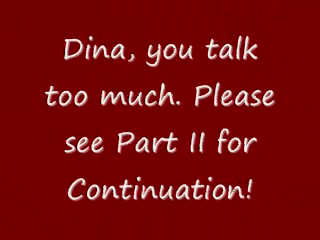 Dina, you talk
too much. Please
see Part II for
Continuation!